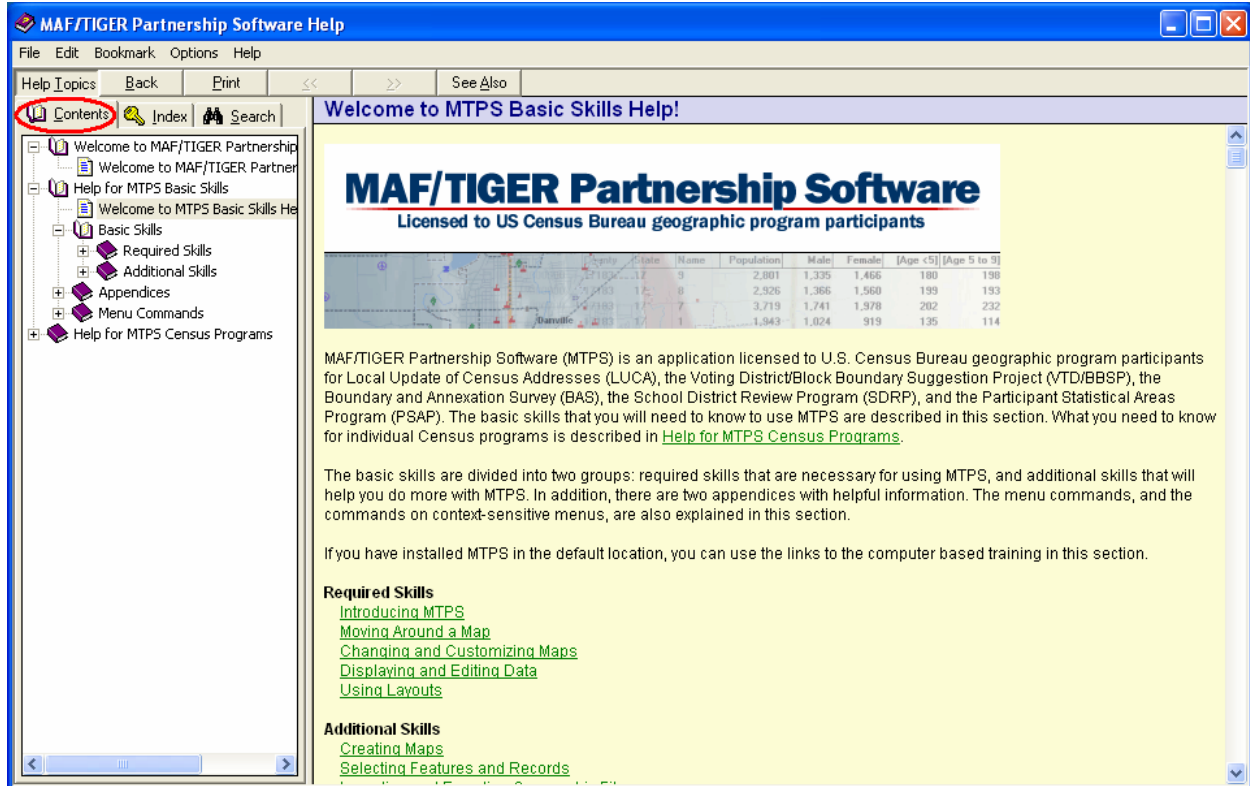 MAF/TIGER Partnership Software Help
File Edit Bookmark Options Help
Help Topics Back Print << >> See Also
Contents Index Search
Welcome to MAF/TIGER Partnership
Welcome to MAF/TIGER Partner
Help for MTPS Basic Skills
Welcome to MTPS Basic Skills He
Basic Skills
Required Skills
Additional Skills
Appendices
Menu Commands
Help for MTPS Census Programs
Welcome to MTPS Basic Skills Help!
MAF/TIGER Partnership Software
Licensed to US Census Bureau geographic program participants
State Name Population Male Female [Age <5] [Age 5 to 9]
17 9 2,801 1,335 1,466 180 198
17 8 2,926 1,366 1,560 199 193
17 7 3,719 1,741 1,978 202 232
Danville 17 1 1,943 1,024 919 135 114
MAF/TIGER Partnership Software (MTPS) is an application licensed to U.S. Census Bureau geographic program participants
for Local Update of Census Addresses (LUCA), the Voting District/Block Boundary Suggestion Project (VTD/BBSP), the
Boundary and Annexation Survey (BAS), the School District Review Program (SDRP), and the Participant Statistical Areas
Program (PSAP). The basic skills that you will need to know to use MTPS are described in this section. What you need to know
for individual Census programs is described in Help for MTPS Census Programs.
The basic skills are divided into two groups: required skills that are necessary for using MTPS, and additional skills that will
help you do more with MTPS. In addition, there are two appendices with helpful information. The menu commands, and the
commands on context-sensitive menus, are also explained in this section.
If you have installed MTPS in the default location, you can use the links to the computer based training in this section.
Required Skills
Introducing MTPS
Moving Around a Map
Changing and Customizing Maps
Displaying and Editing Data
Using Layouts
Additional Skills
Creating Maps
Selecting Features and Records